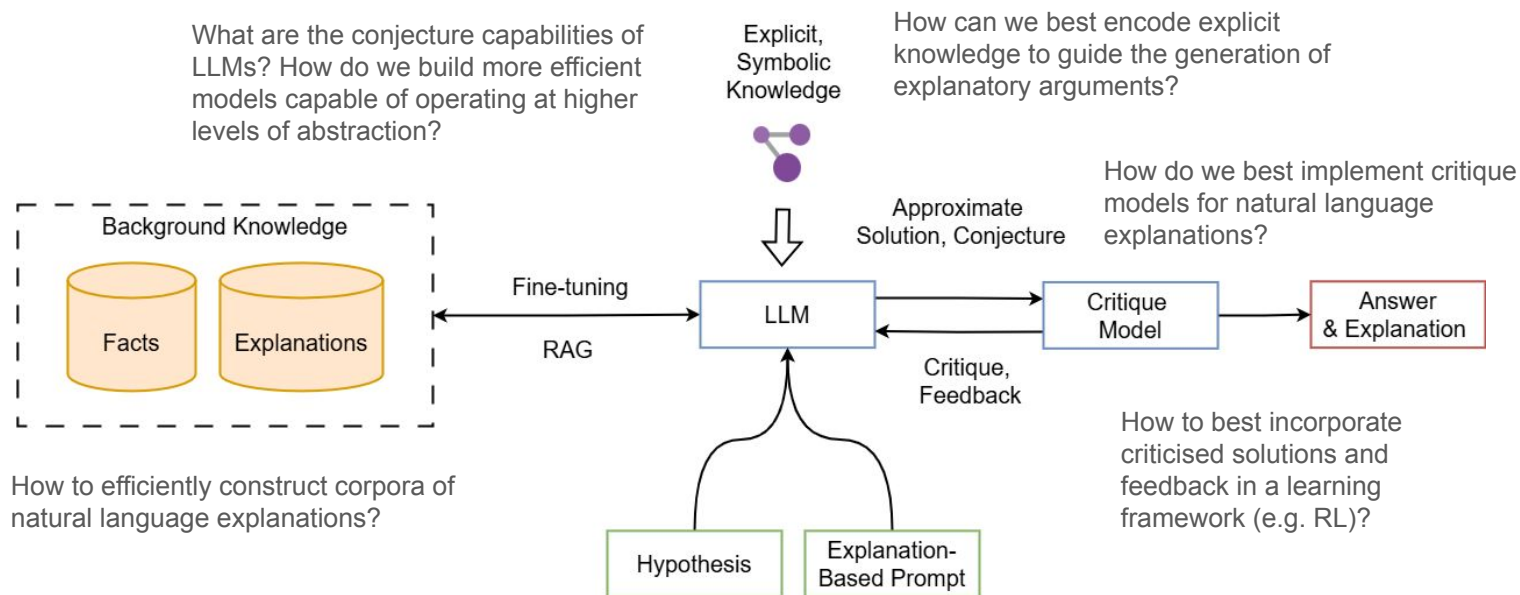 What are the conjecture capabilities of
LLMs? How do we build more efficient
models capable of operating at higher
levels of abstraction?
Explicit,
Symbolic
Knowledge
How can we best encode explicit
knowledge to guide the generation of
explanatory arguments?
How do we best implement critique
models for natural language
explanations?
Background Knowledge
Facts
Explanations
Fine-tuning
RAG
LLM
Approximate
Solution, Conjecture
Critique,
Feedback
Critique
Model
Answer
& Explanation
How to best incorporate
criticised solutions and
feedback in a learning
framework (e.g. RL)?
How to efficiently construct corpora of
natural language explanations?
Hypothesis
Explanation-
Based Prompt